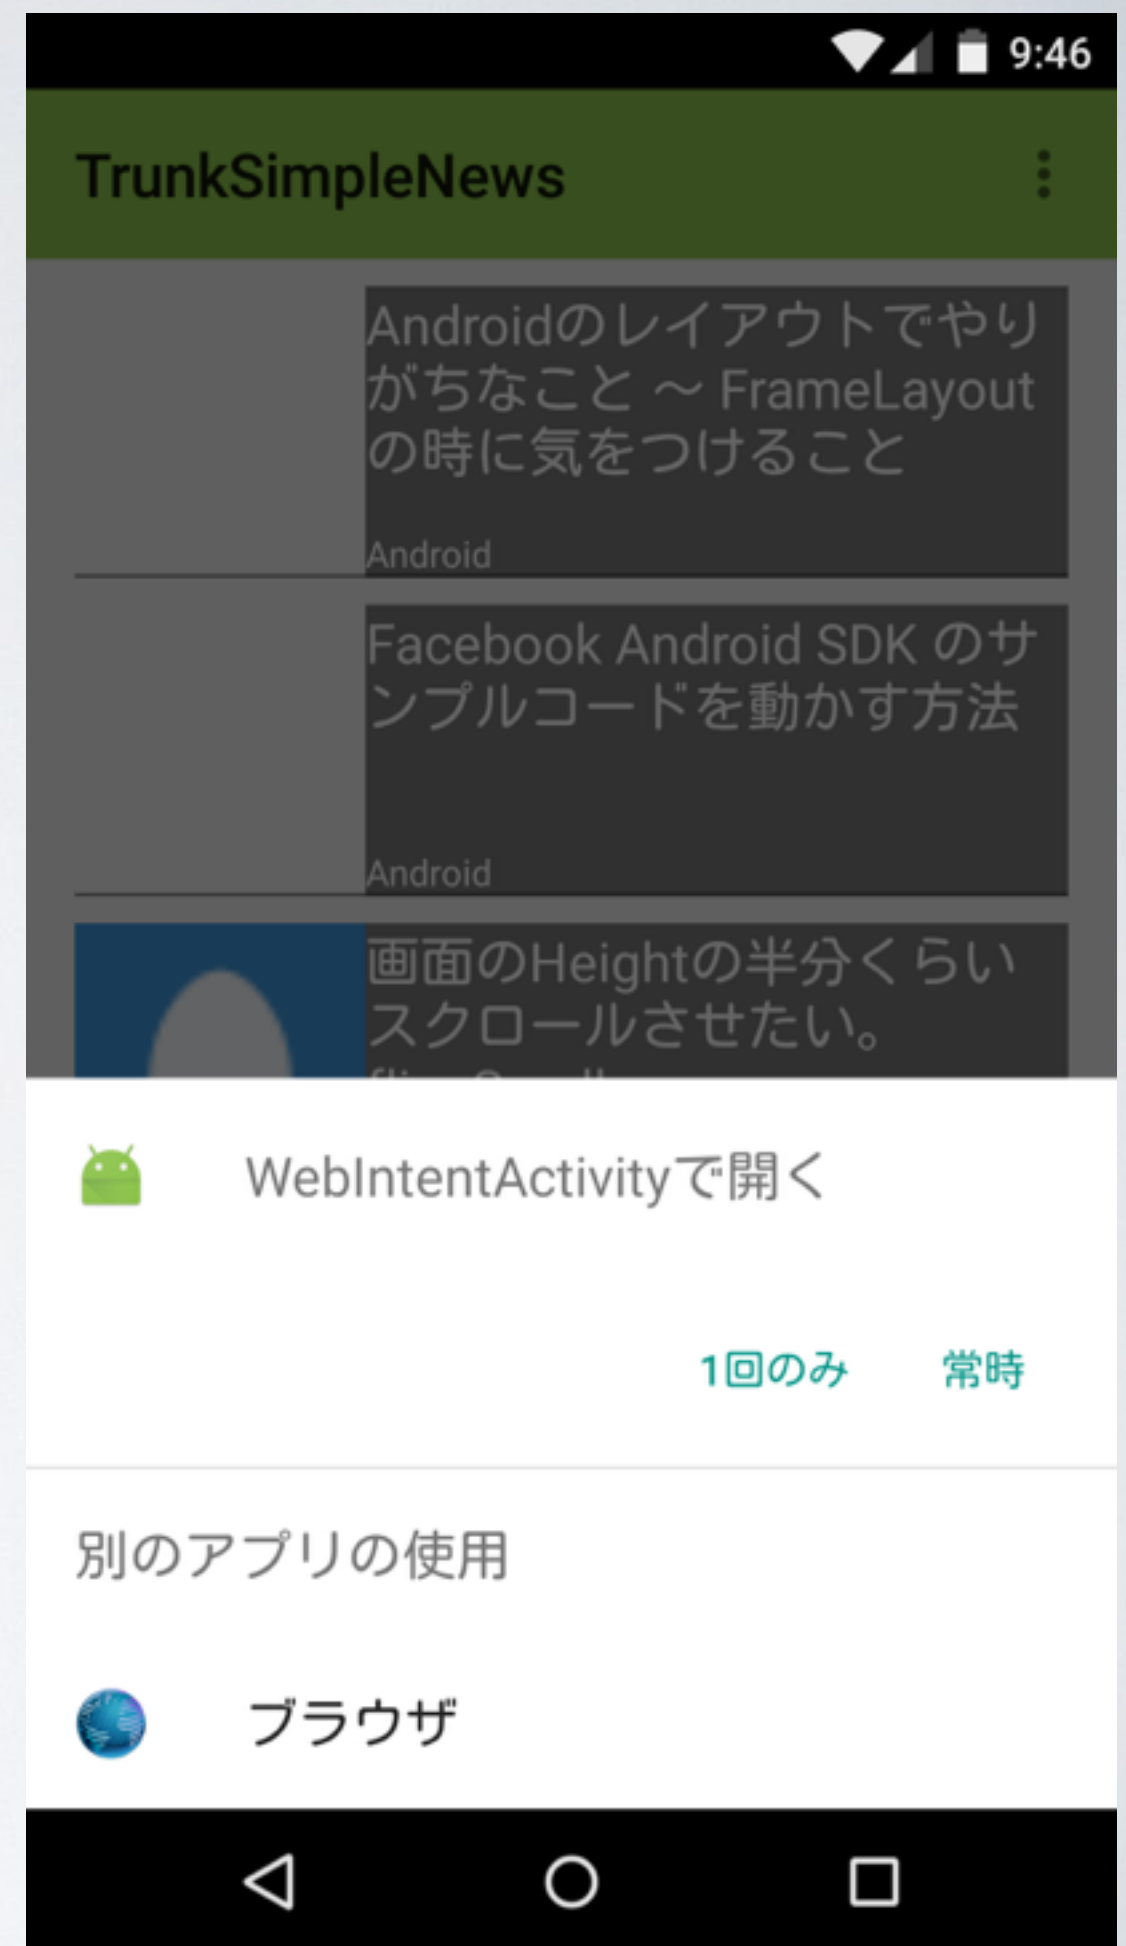 9:46
TrunkSimpleNews
Androidのレイアウトでやり
がちなこと ～ FrameLayout
の時に気をつけること
Android
Facebook Android SDK のサ
ンプルコードを動かす方法
Android
画面のHeightの半分くらい
スクロールさせたい。
WebIntentActivityで開く
1回のみ 常時
別のアプリの使用
ブラウザ